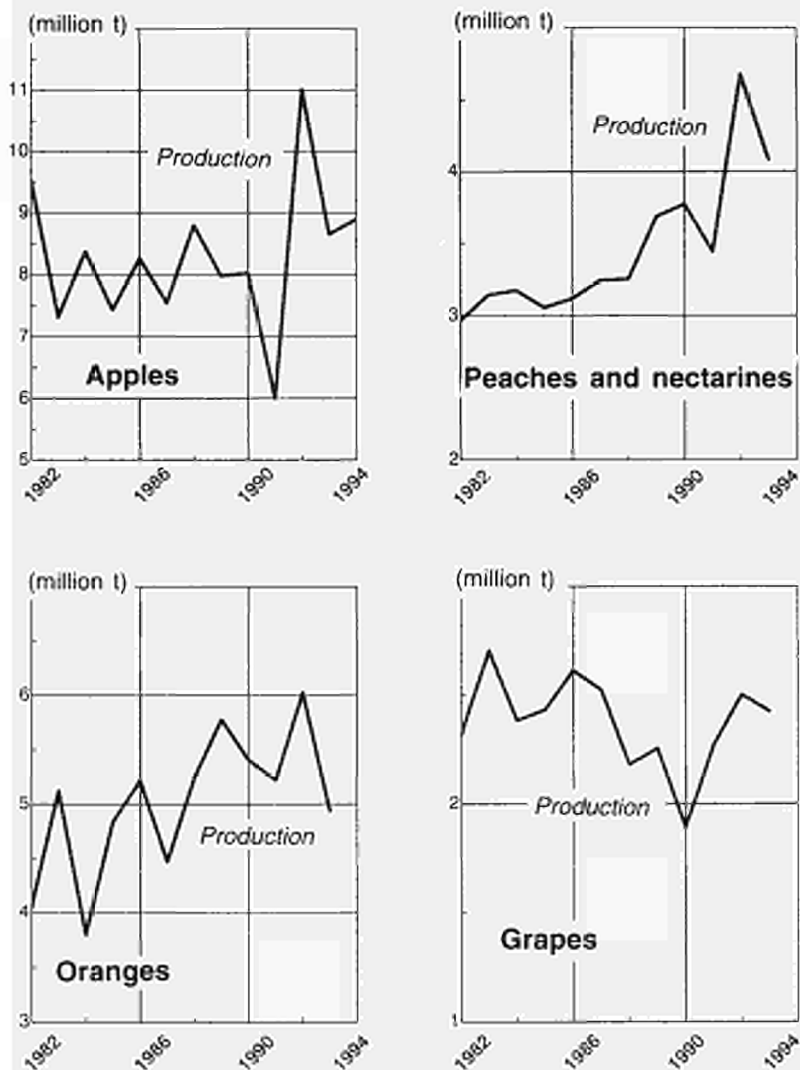 (million t)
11
10
9
8
7
6
5
Production
Apples
1982
1986
1990
1994
(million t)
4
3
2
Production
Peaches and nectarines
1982
1986
1990
1994
(million t)
6
5
4
3
Production
Oranges
1982
1986
1990
1994
(million t)
2
1
Production
Grapes
1982
1986
1990
1994